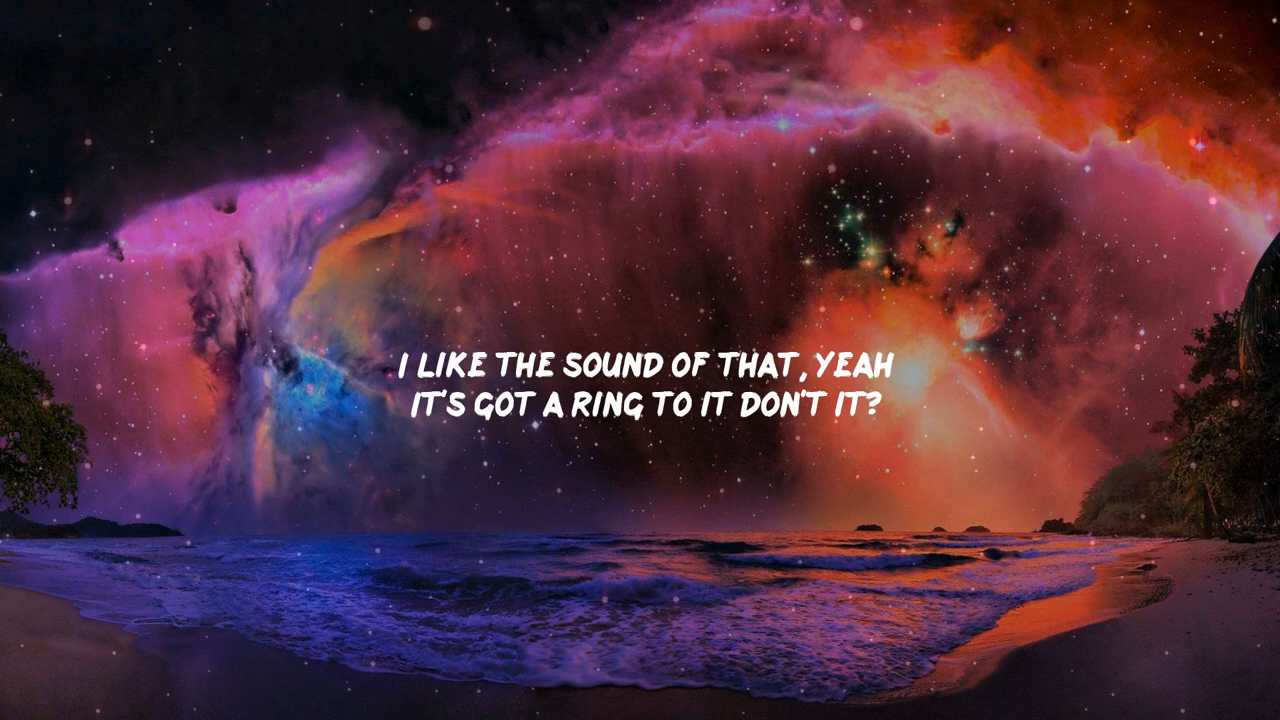 I LIKE THE SOUND OF THAT, YEAH
IT'S GOT A RING TO IT DON'T IT?